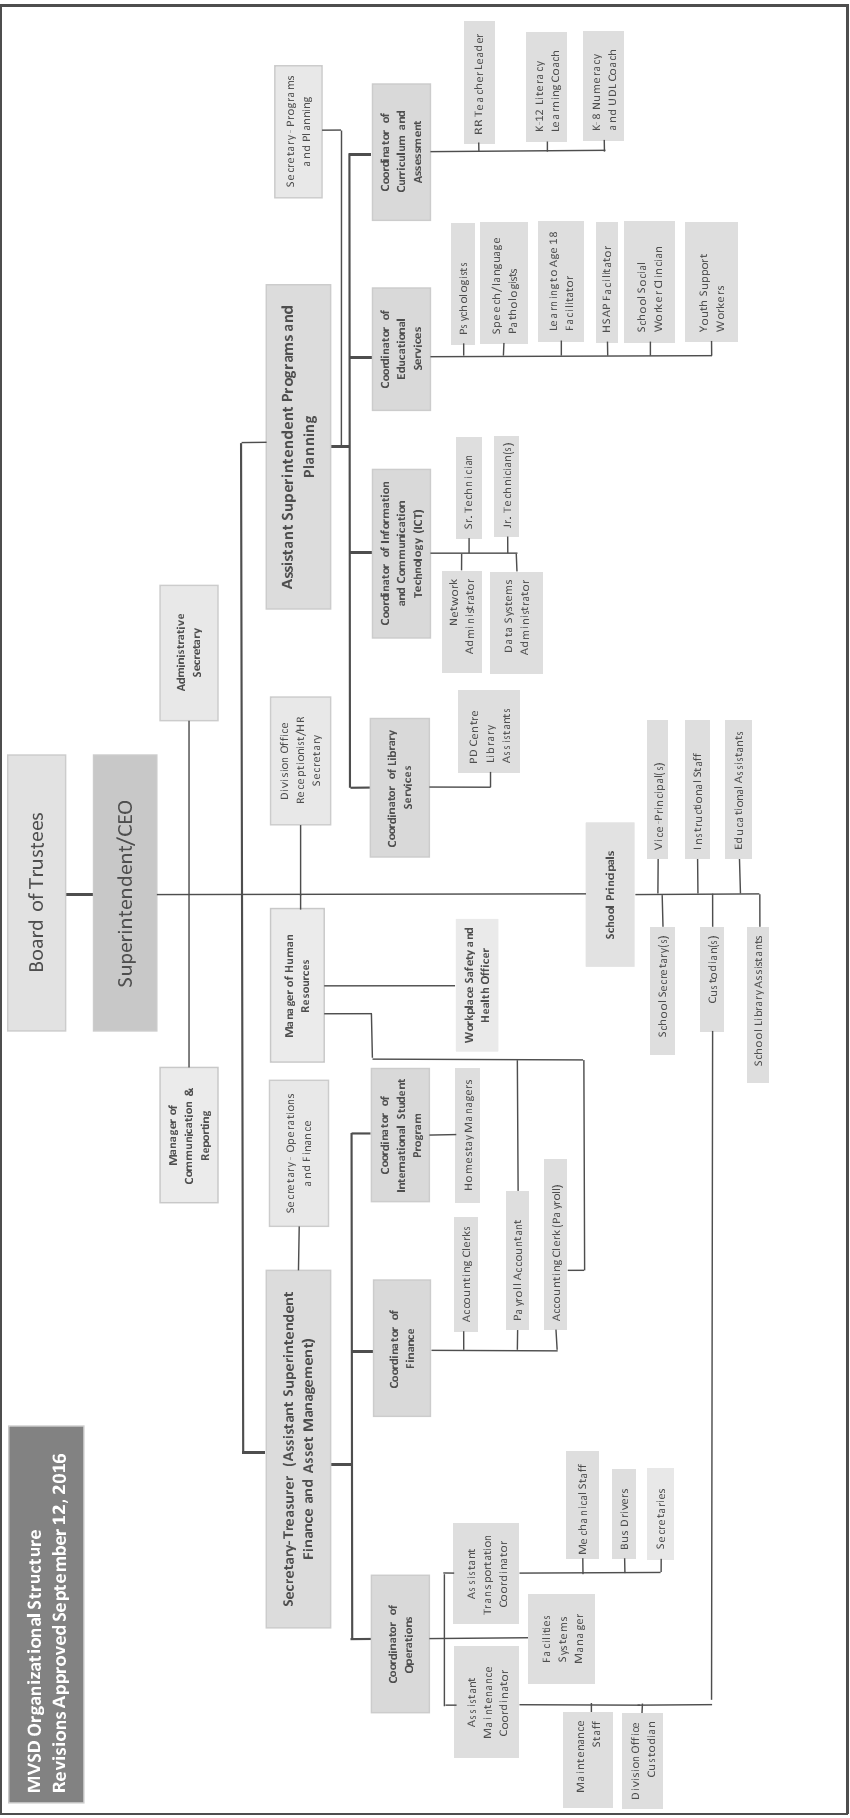 MVSD Organizational Structure
Revisions Approved September 12, 2016
Board of Trustees
Superintendent/CEO
Manager of
Communication &
Reporting
Administrative
Secretary
Secretary-Treasurer (Assistant Superintendent
Finance and Asset Management)
Secretary - Operations
and Finance
Manager of Human
Resources
Division Office
Receptionist/HR
Secretary
Assistant Superintendent Programs and
Planning
Secretary - Programs
and Planning
Coordinator of
Operations
Coordinator of
Finance
Coordinator of
International Student
Program
Workplace Safety and
Health Officer
Coordinator of Library
Services
Coordinator of Information
and Communication
Technology (ICT)
Coordinator of
Educational
Services
Coordinator of
Curriculum and
Assessment
Assistant
Maintenance
Coordinator
Assistant
Transportation
Coordinator
Facilities
Systems
Manager
Maintenance
Staff
Division Office
Custodian
Mechanical Staff
Bus Drivers
Secretaries
Accounting Clerks
Payroll Accountant
Accounting Clerk (Payroll)
Homestay Managers
School Principals
School Secretary(s)
Custodian(s)
School Library Assistants
Vice-Principal(s)
Instructional Staff
Educational Assistants
PD Centre
Library
Assistants
Network
Administrator
Data Systems
Administrator
Sr. Technician
Jr. Technician(s)
Psychologists
Speech/language
Pathologists
Learning to Age 18
Facilitator
HSAP Facilitator
School Social
Worker Clincian
Youth Support
Workers
RR Teacher Leader
K-12 Literacy
Learning Coach
K-8 Numeracy
and UDL Coach